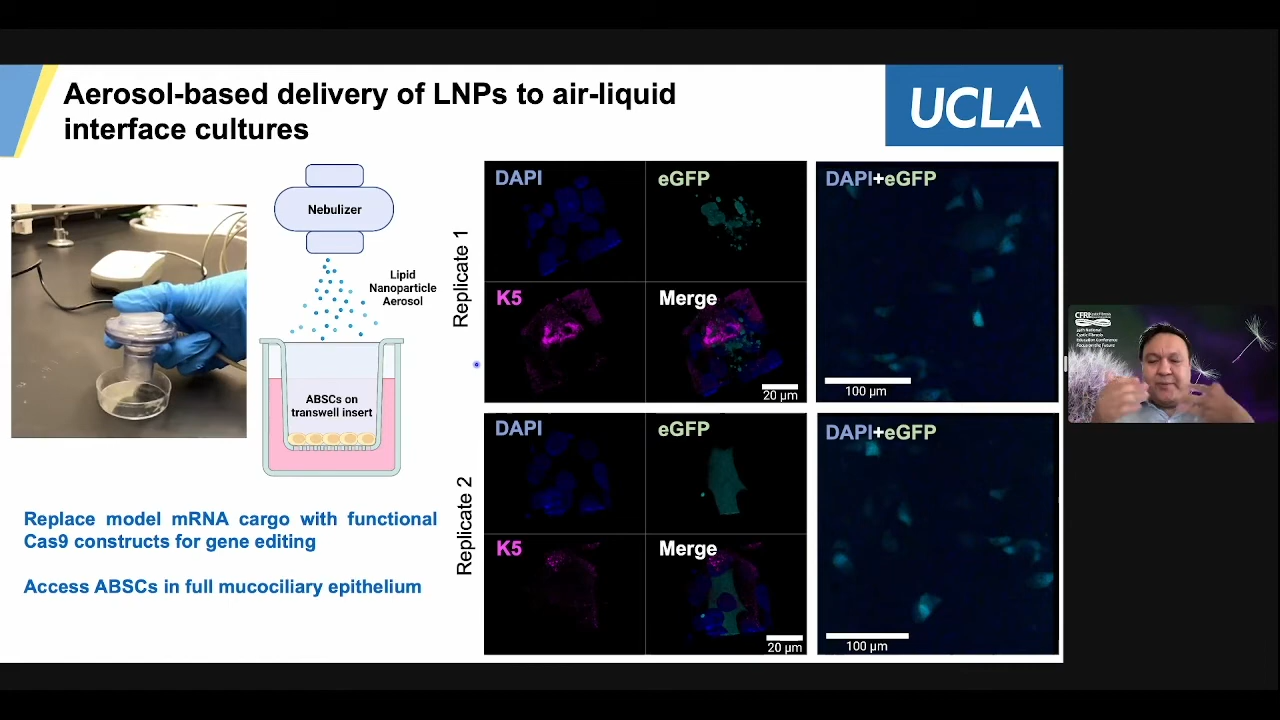 Aerosol-based delivery of LNPs to air-liquid
interface cultures
UCLA
Nebulizer
Lipid
Nanoparticle
Aerosol
ABSCs on
transwell insert
Replace model mRNA cargo with functional
Cas9 constructs for gene editing
Access ABSCs in full mucociliary epithelium
Replicate 1
DAPI
eGFP
K5
Merge
20 µm
DAPI+eGFP
100 µm
Replicate 2
DAPI
eGFP
K5
Merge
20 µm
DAPI+eGFP
100 µm
CFRI